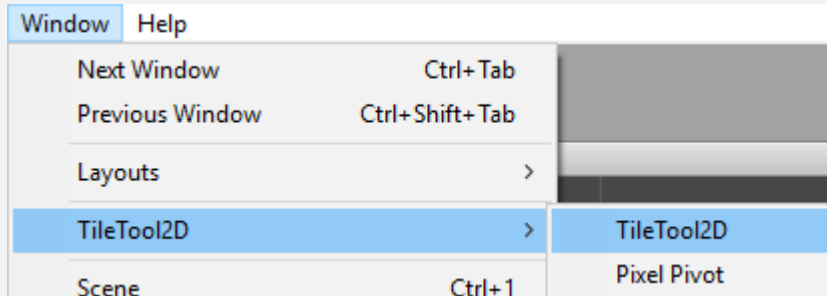 Window Help
Next Window Ctrl+Tab
Previous Window Ctrl+Shift+Tab
Layouts
TileTool2D TileTool2D
Pixel Pivot
Scene Ctrl+1